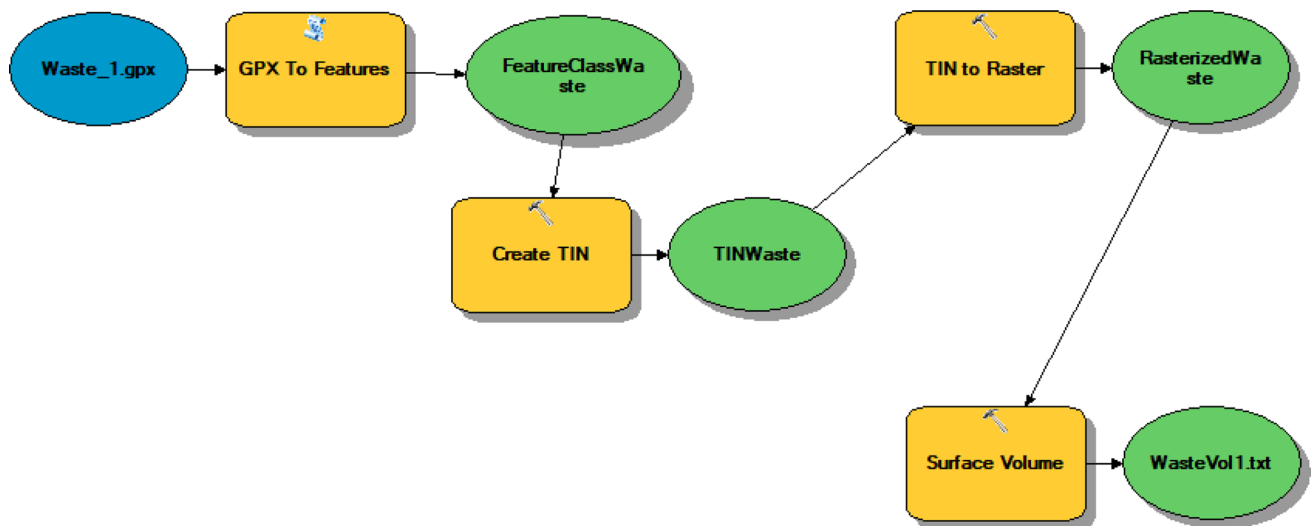 Waste_1.gpx
GPX To Features
FeatureClassWa
ste
TIN to Raster
RasterizedWa
ste
Create TIN
TINWaste
Surface Volume
WasteVol1.txt